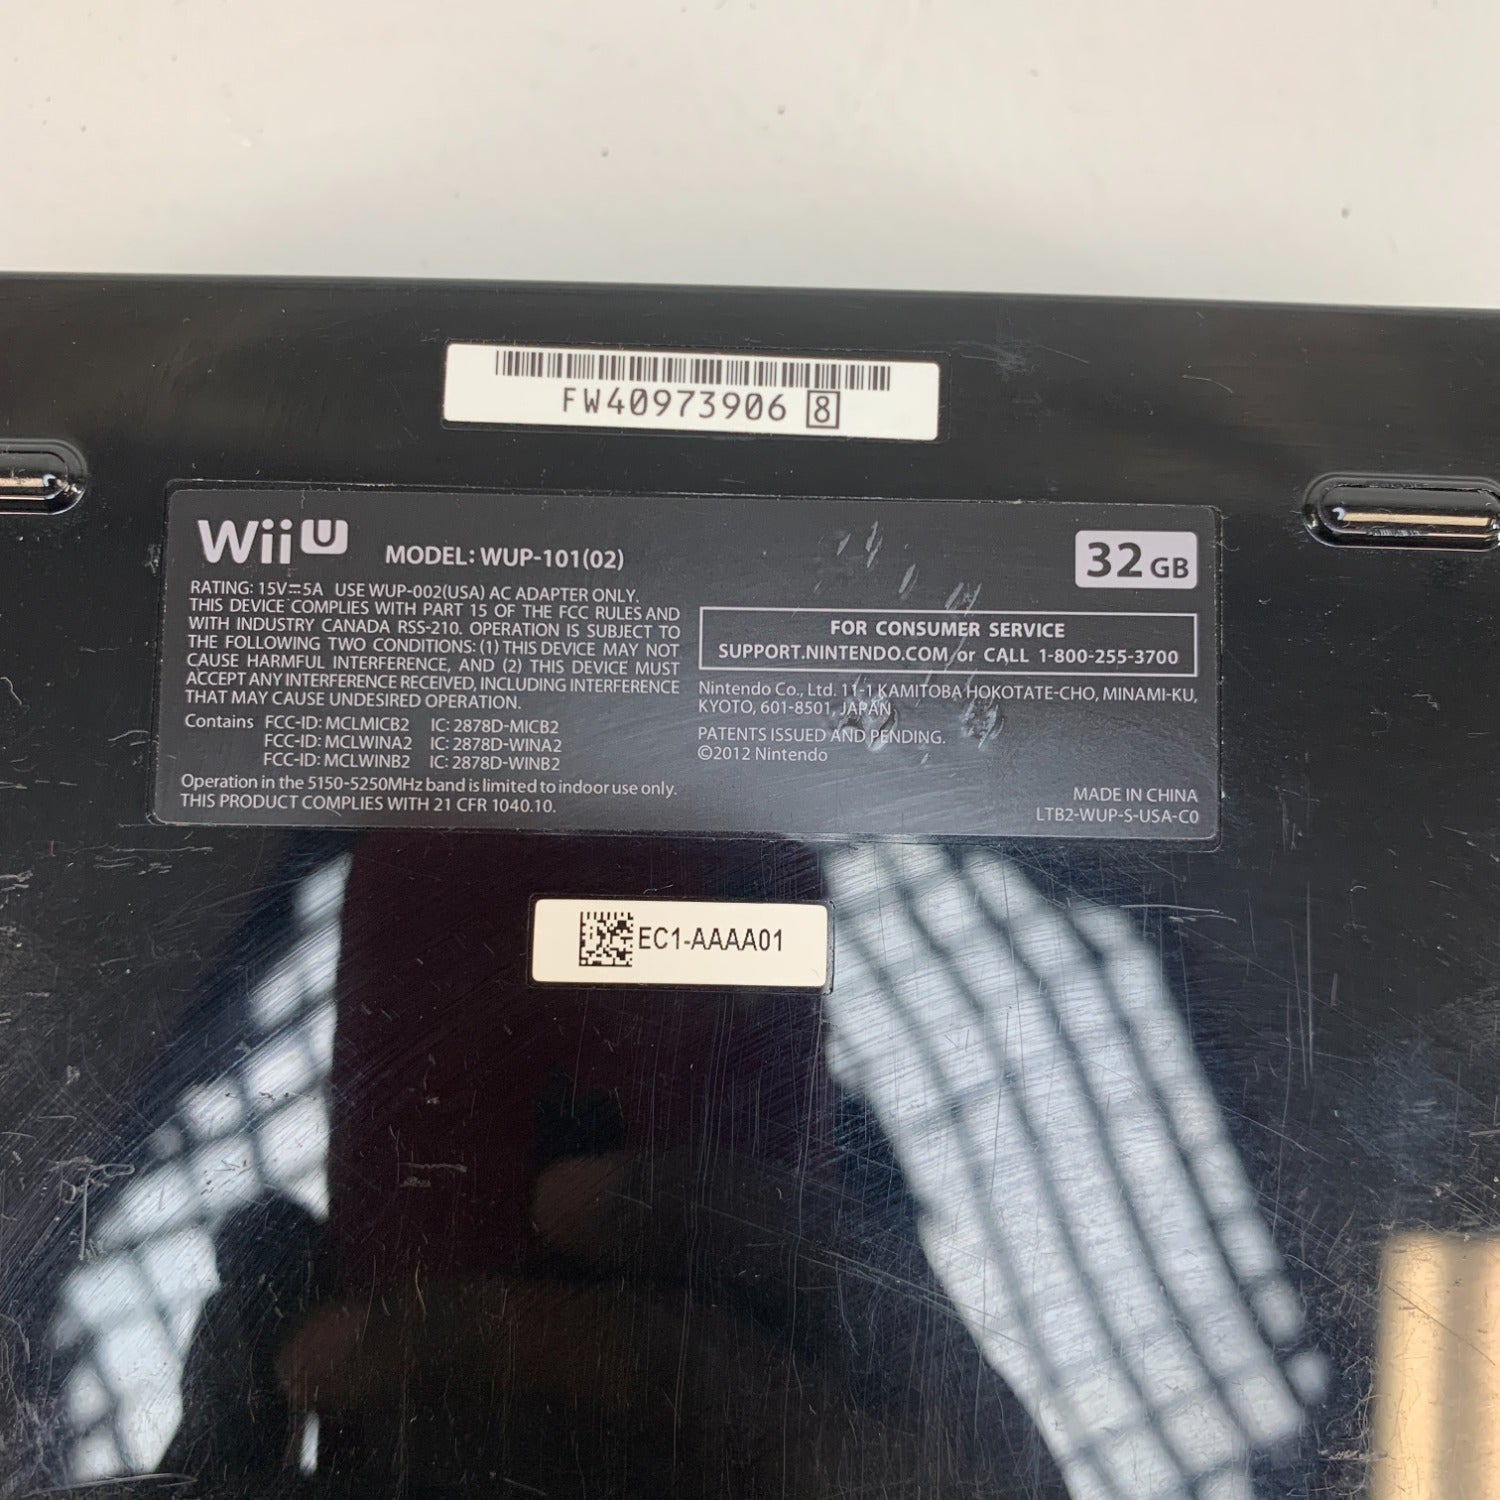 FW40973906 8
Wii U MODEL: WUP-101(02)
32 GB
RATING: 15V⎓5A USE WUP-002(USA) AC ADAPTER ONLY.
THIS DEVICE COMPLIES WITH PART 15 OF THE FCC RULES AND
WITH INDUSTRY CANADA RSS-210. OPERATION IS SUBJECT TO
THE FOLLOWING TWO CONDITIONS: (1) THIS DEVICE MAY NOT
CAUSE HARMFUL INTERFERENCE, AND (2) THIS DEVICE MUST
ACCEPT ANY INTERFERENCE RECEIVED, INCLUDING INTERFERENCE
THAT MAY CAUSE UNDESIRED OPERATION.
Contains FCC-ID: MCLMICB2 IC: 2878D-MICB2
FCC-ID: MCLWINA2 IC: 2878D-WINA2
FCC-ID: MCLWINB2 IC: 2878D-WINB2
Operation in the 5150-5250MHz band is limited to indoor use only.
THIS PRODUCT COMPLIES WITH 21 CFR 1040.10.
FOR CONSUMER SERVICE
SUPPORT.NINTENDO.COM or CALL 1-800-255-3700
Nintendo Co., Ltd. 11-1 KAMITOBA HOKOTATE-CHO, MINAMI-KU,
KYOTO, 601-8501, JAPAN
PATENTS ISSUED AND PENDING.
©2012 Nintendo
MADE IN CHINA
LTB2-WUP-S-USA-C0
EC1-AAAA01